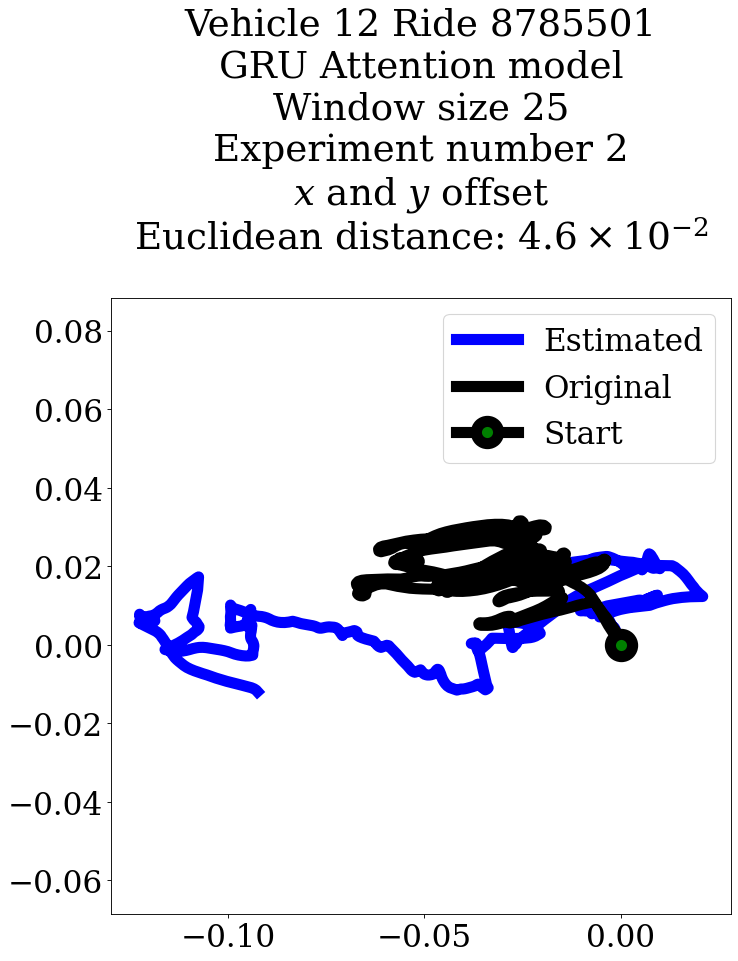 Vehicle 12 Ride 8785501
GRU Attention model
Window size 25
Experiment number 2
x and y offset
Euclidean distance: 4.6 × 10⁻²
Estimated
Original
Start
0.08
0.06
0.04
0.02
0.00
−0.02
−0.04
−0.06
−0.10
−0.05
0.00